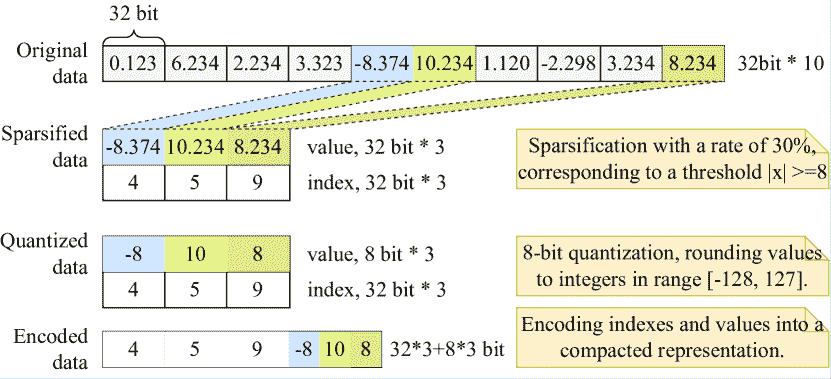 32 bit
Original data
0.123 6.234 2.234 3.323 -8.374 10.234 1.120 -2.298 3.234 8.234 32bit * 10
Sparsified data
-8.374 10.234 8.234 value, 32 bit * 3
4 5 9 index, 32 bit * 3
Sparsification with a rate of 30%,
corresponding to a threshold |x| >=8
Quantized data
-8 10 8 value, 8 bit * 3
4 5 9 index, 32 bit * 3
8-bit quantization, rounding values
to integers in range [-128, 127].
Encoded data
4 5 9 -8 10 8 32*3+8*3 bit
Encoding indexes and values into a
compacted representation.